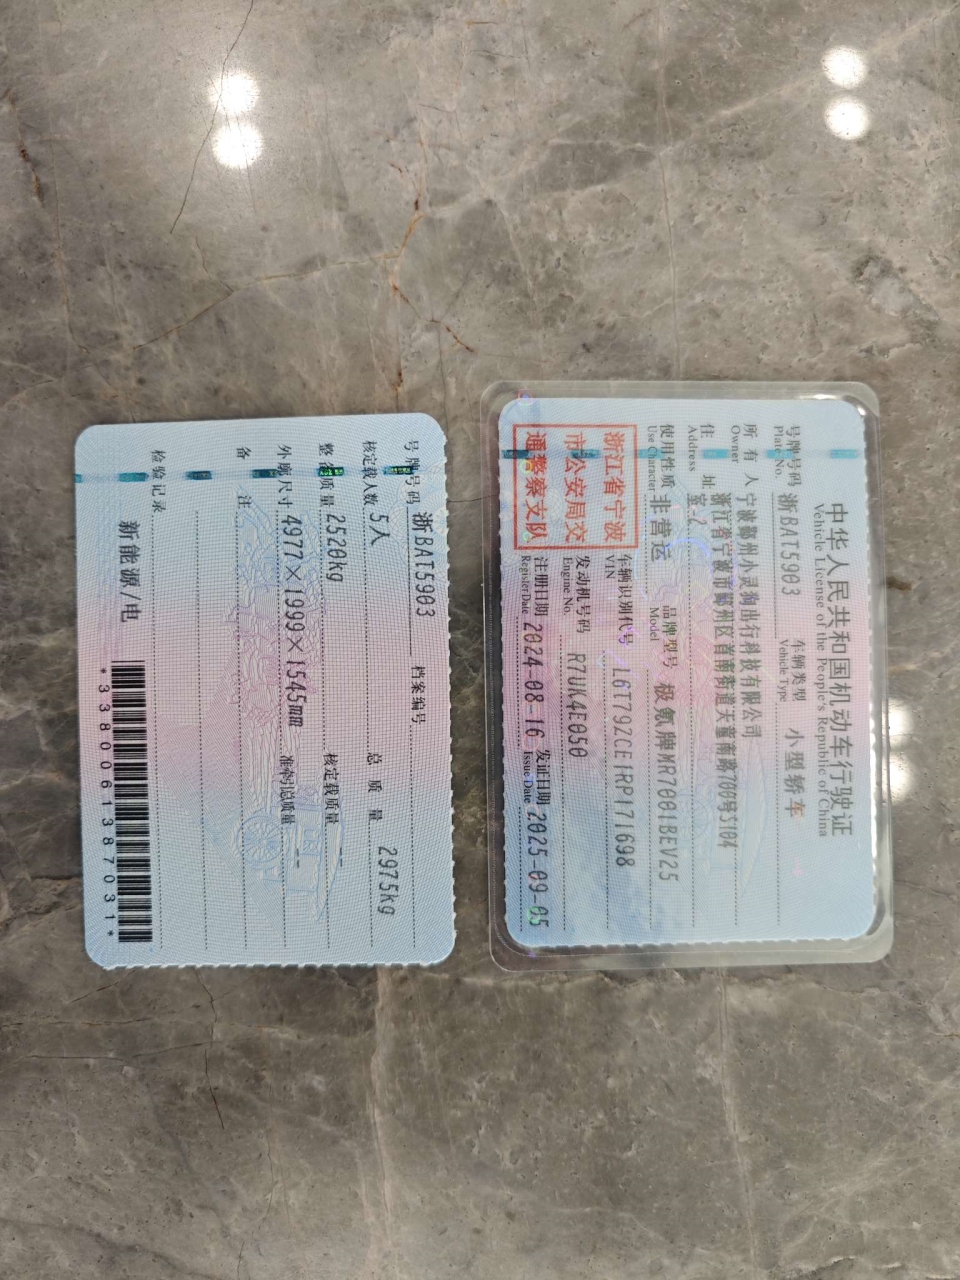 中华人民共和国机动车行驶证
Vehicle License of the People's Republic of China
号牌号码 浙BAT5903 车辆类型 小型轿车
Plate No. Vehicle Type
所有人 宁波鄞州小灵狗出行科技有限公司
Owner
住址 浙江省宁波市鄞州区首南街道天童南路700号5104
Address 室-2
使用性质 非营运 品牌型号 极氪牌MR7001BEV25
Use Character Model
浙江省宁波
市公安局交
通警察支队
车辆识别代号 L6T79ZCE1RP171698
VIN
发动机号码 R7UK4E050
Engine No.
注册日期 2024-08-16 发证日期 2025-09-05
Register Date Issue Date
号牌号码 浙BAT5903 档案编号
核定载人数 5人 总质量 2975kg
整备质量 2520kg 核定载质量 --
外廓尺寸 4977×1999×1545mm 准牵引总质量 --
备注
检验记录
新能源/电
*3380061387031*